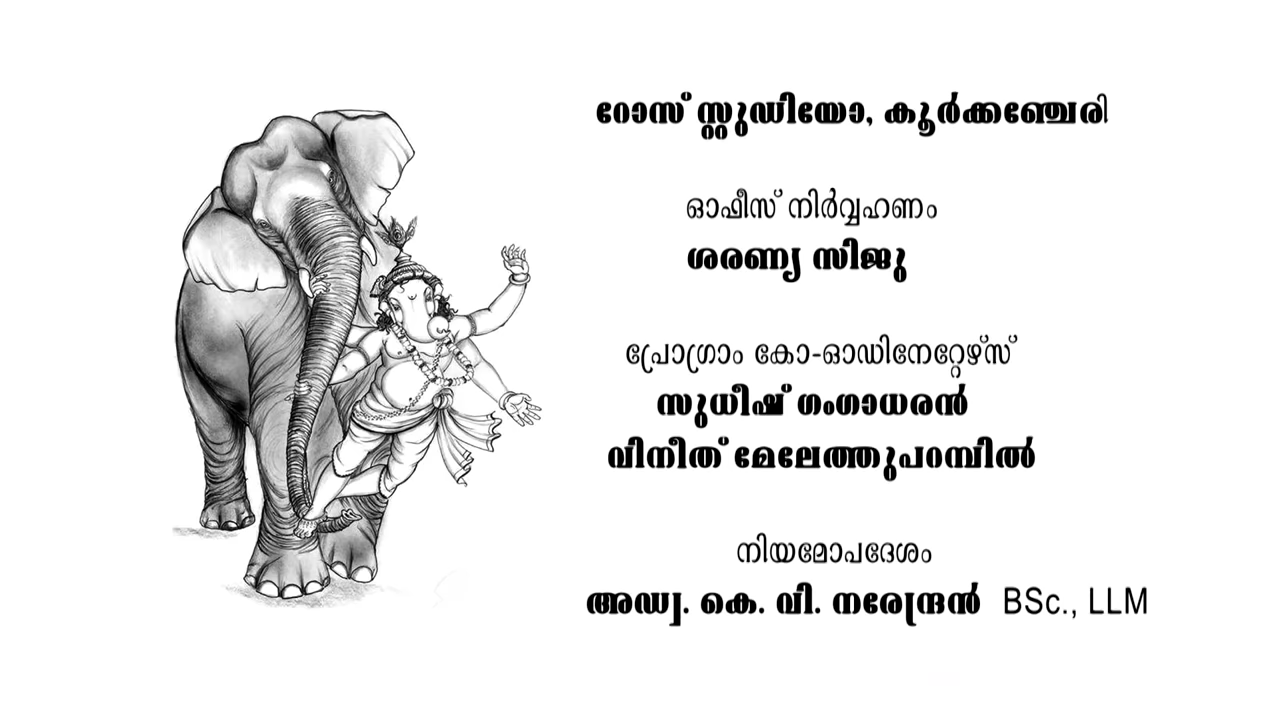 റോസ് സ്റ്റുഡിയോ, കൂർക്കഞ്ചേരി
ഓഫീസ് നിർവ്വഹണം
ശരണ്യ സിജു
പ്രോഗ്രാം കോ-ഓഡിനേറ്റേഴ്സ്
സുധീഷ് ഗംഗാധരൻ
വിനീത് മേലേത്തുപറമ്പിൽ
നിയമോപദേശം
അഡ്വ. കെ. വി. നരേന്ദ്രൻ BSc., LLM